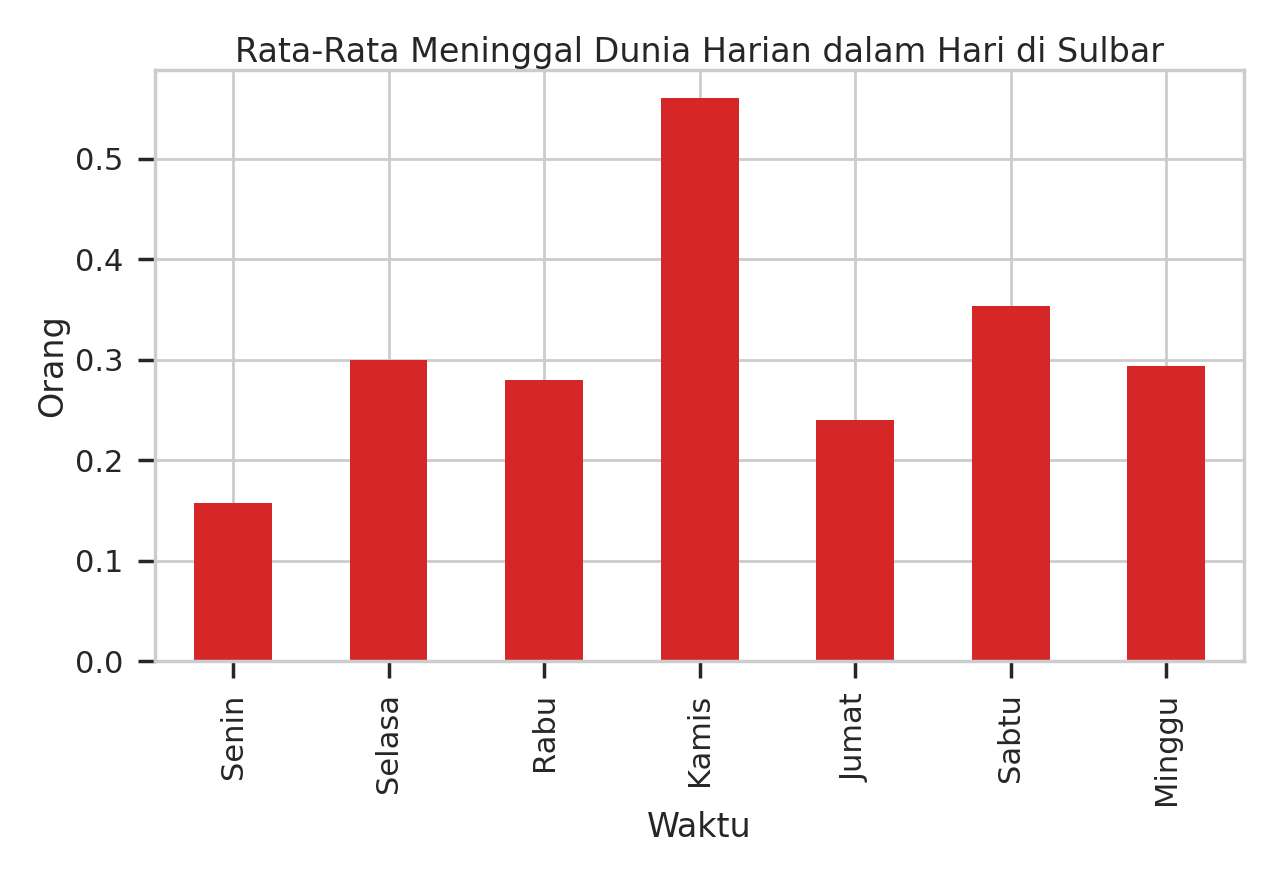 Rata-Rata Meninggal Dunia Harian dalam Hari di Sulbar
Orang
0.5
0.4
0.3
0.2
0.1
0.0
Senin
Selasa
Rabu
Kamis
Jumat
Sabtu
Minggu
Waktu